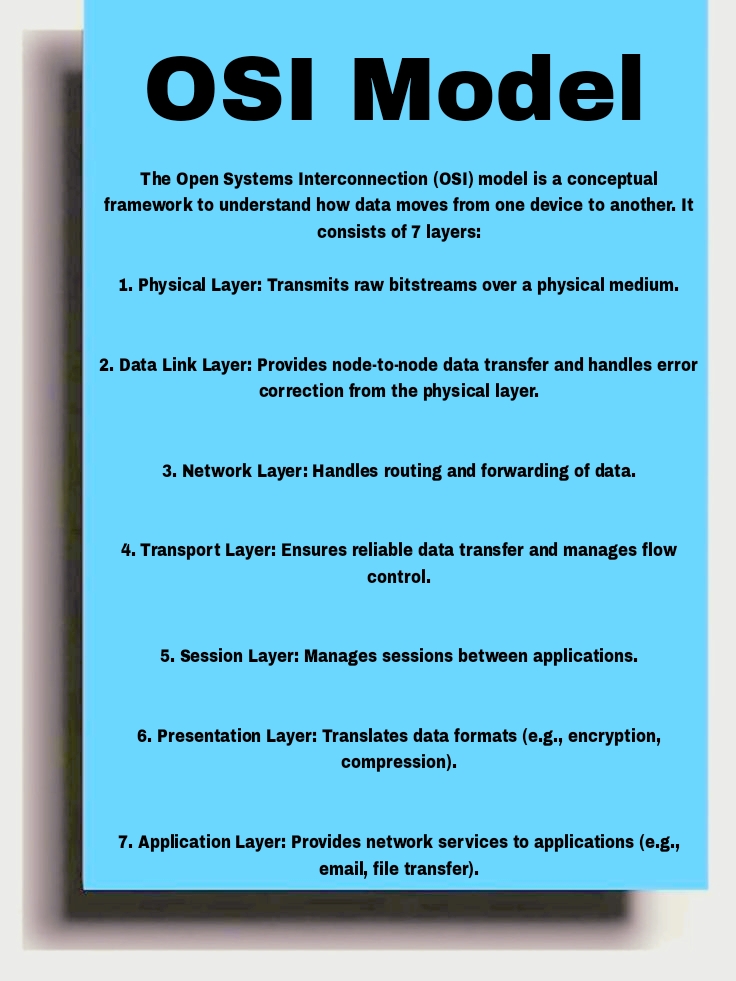 OSI Model
The Open Systems Interconnection (OSI) model is a conceptual
framework to understand how data moves from one device to another. It
consists of 7 layers:
1. Physical Layer: Transmits raw bitstreams over a physical medium.
2. Data Link Layer: Provides node-to-node data transfer and handles error
correction from the physical layer.
3. Network Layer: Handles routing and forwarding of data.
4. Transport Layer: Ensures reliable data transfer and manages flow
control.
5. Session Layer: Manages sessions between applications.
6. Presentation Layer: Translates data formats (e.g., encryption,
compression).
7. Application Layer: Provides network services to applications (e.g.,
email, file transfer).